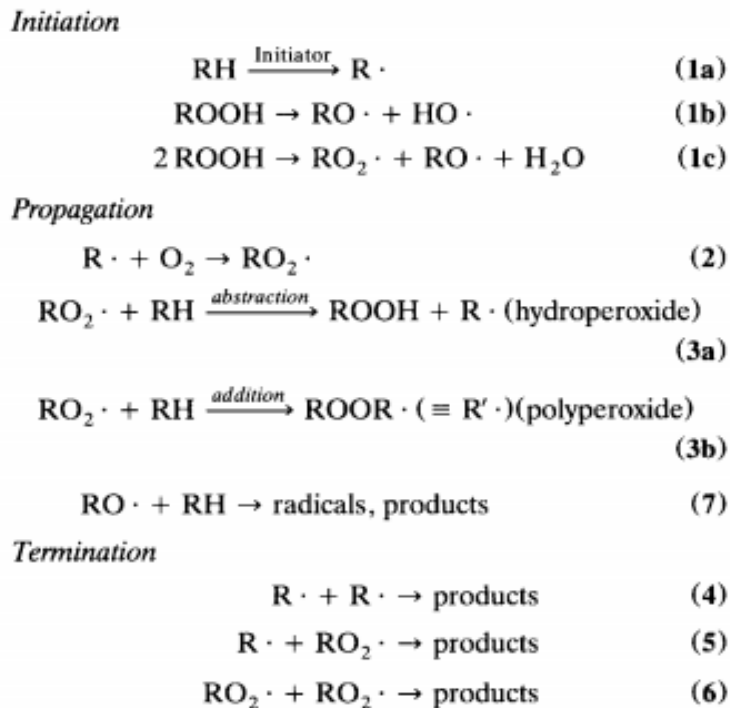 Initiation
RH —Initiator→ R · (1a)
ROOH → RO · + HO · (1b)
2 ROOH → RO₂ · + RO · + H₂O (1c)
Propagation
R · + O₂ → RO₂ · (2)
RO₂ · + RH —abstraction→ ROOH + R · (hydroperoxide)
(3a)
RO₂ · + RH —addition→ ROOR · ( ≡ R′ · )(polyperoxide)
(3b)
RO · + RH → radicals, products (7)
Termination
R · + R · → products (4)
R · + RO₂ · → products (5)
RO₂ · + RO₂ · → products (6)